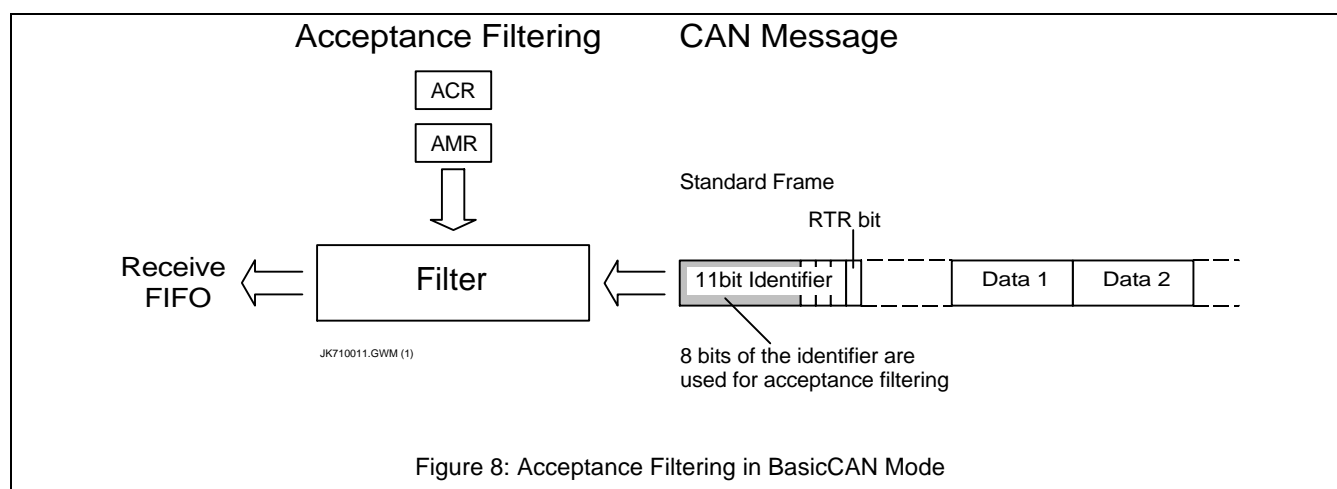 Acceptance Filtering
CAN Message
ACR
AMR
Standard Frame
RTR bit
Receive
FIFO
Filter
11bit Identifier
Data 1
Data 2
JK710011.GWM (1)
8 bits of the identifier are
used for acceptance filtering
Figure 8: Acceptance Filtering in BasicCAN Mode